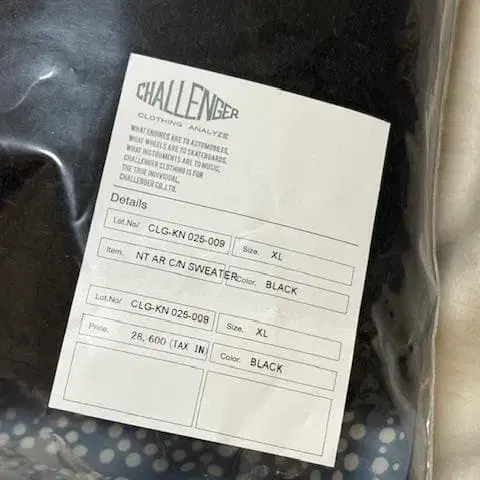 CHALLENGER
CLOTHING ANALYZE
WHAT ENGINES ARE TO AUTOMOBILES,
WHAT WHEELS ARE TO SKATEBOARDS,
WHAT INSTRUMENTS ARE TO MUSIC,
CHALLENGER CLOTHING IS FOR
THE TRUE INDIVIDUAL.
CHALLENGER CO.,LTD.
Details
Lot.No/ CLG-KN 025-009 Size. XL
Item. NT AR C/N SWEATER Color. BLACK
Lot.No/ CLG-KN 025-009 Size. XL
Price. 28,600 (TAX IN) Color. BLACK